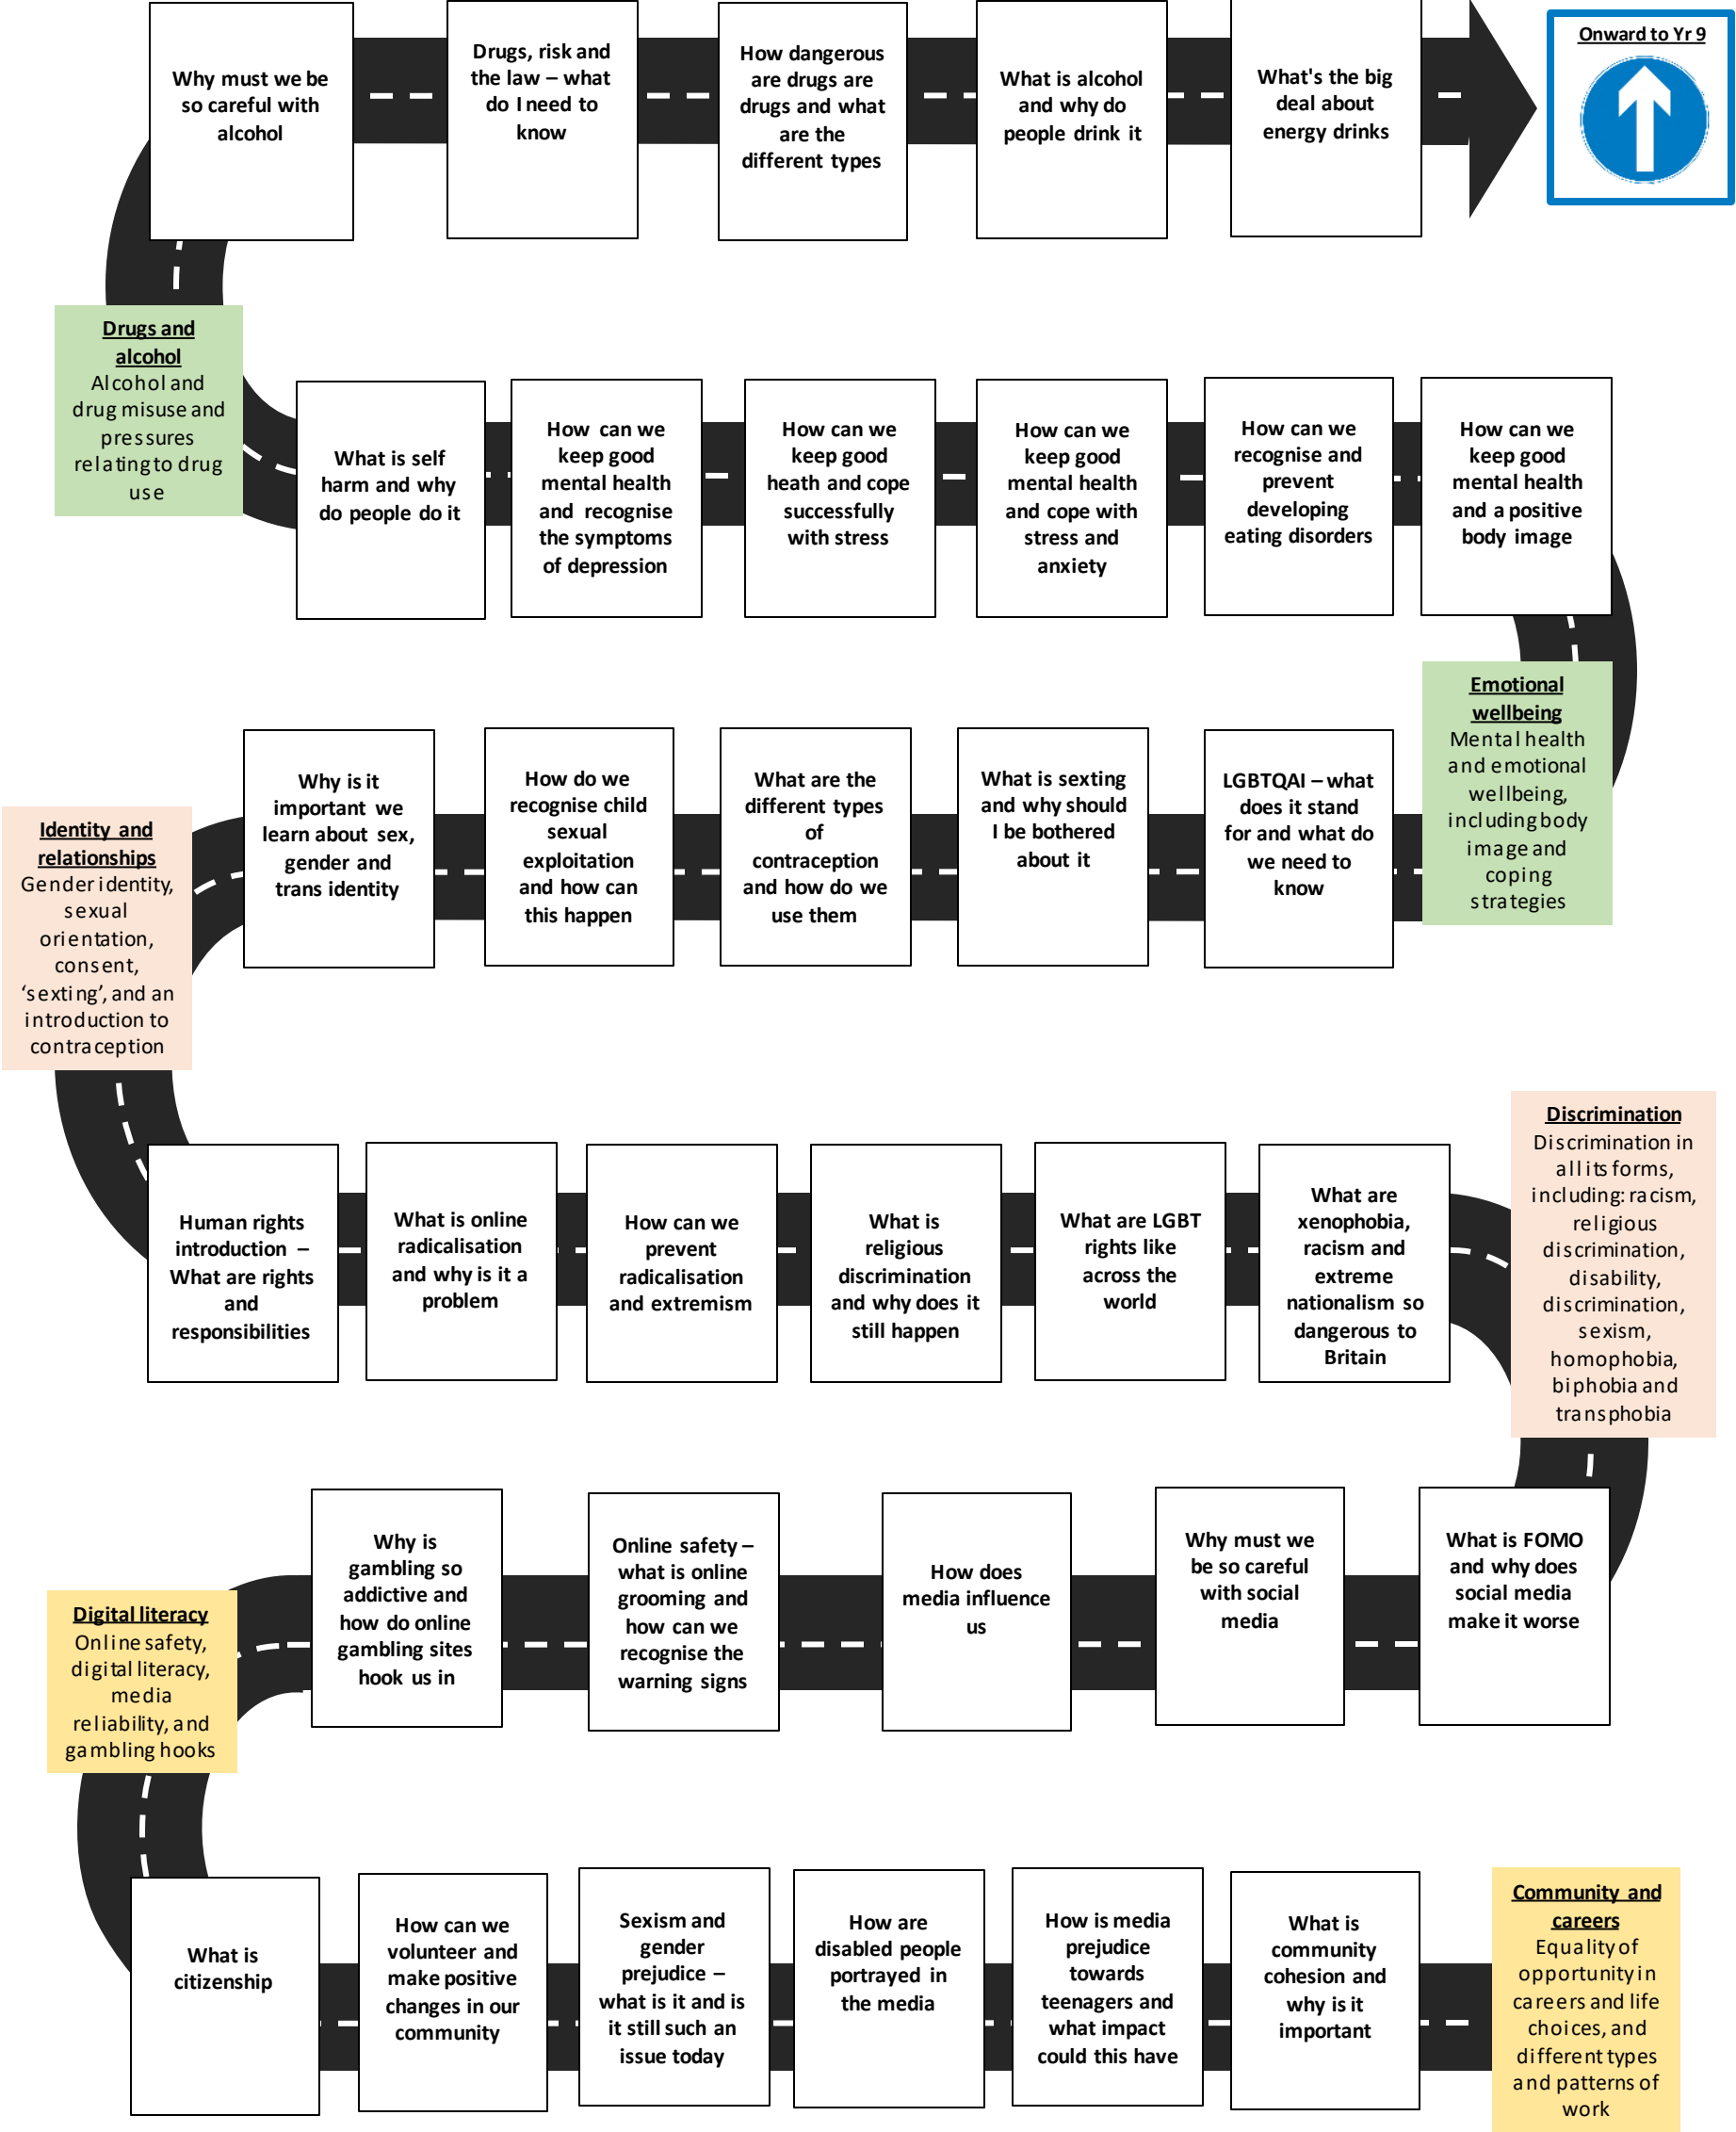 Why must we be
so careful with
alcohol
Drugs, risk and
the law – what
do I need to
know
How dangerous
are drugs are
drugs and what
are the
different types
What is alcohol
and why do
people drink it
What's the big
deal about
energy drinks
Onward to Yr 9
Drugs and
alcohol
Alcohol and
drug misuse and
pressures
relating to drug
use
What is self
harm and why
do people do it
How can we
keep good
mental health
and recognise
the symptoms
of depression
How can we
keep good
heath and cope
successfully
with stress
How can we
keep good
mental health
and cope with
stress and
anxiety
How can we
recognise and
prevent
developing
eating disorders
How can we
keep good
mental health
and a positive
body image
Emotional
wellbeing
Mental health
and emotional
wellbeing,
including body
image and
coping
strategies
Identity and
relationships
Gender identity,
sexual
orientation,
consent,
‘sexting’, and an
introduction to
contraception
Why is it
important we
learn about sex,
gender and
trans identity
How do we
recognise child
sexual
exploitation
and how can
this happen
What are the
different types
of
contraception
and how do we
use them
What is sexting
and why should
I be bothered
about it
LGBTQAI – what
does it stand
for and what do
we need to
know
Human rights
introduction –
What are rights
and
responsibilities
What is online
radicalisation
and why is it a
problem
How can we
prevent
radicalisation
and extremism
What is
religious
discrimination
and why does it
still happen
What are LGBT
rights like
across the
world
What are
xenophobia,
racism and
extreme
nationalism so
dangerous to
Britain
Discrimination
Discrimination in
all its forms,
including: racism,
religious
discrimination,
disability,
discrimination,
sexism,
homophobia,
biphobia and
transphobia
Digital literacy
Online safety,
digital literacy,
media
reliability, and
gambling hooks
Why is
gambling so
addictive and
how do online
gambling sites
hook us in
Online safety –
what is online
grooming and
how can we
recognise the
warning signs
How does
media influence
us
Why must we
be so careful
with social
media
What is FOMO
and why does
social media
make it worse
What is
citizenship
How can we
volunteer and
make positive
changes in our
community
Sexism and
gender
prejudice –
what is it and is
it still such an
issue today
How are
disabled people
portrayed in
the media
How is media
prejudice
towards
teenagers and
what impact
could this have
What is
community
cohesion and
why is it
important
Community and
careers
Equality of
opportunity in
careers and life
choices, and
different types
and patterns of
work